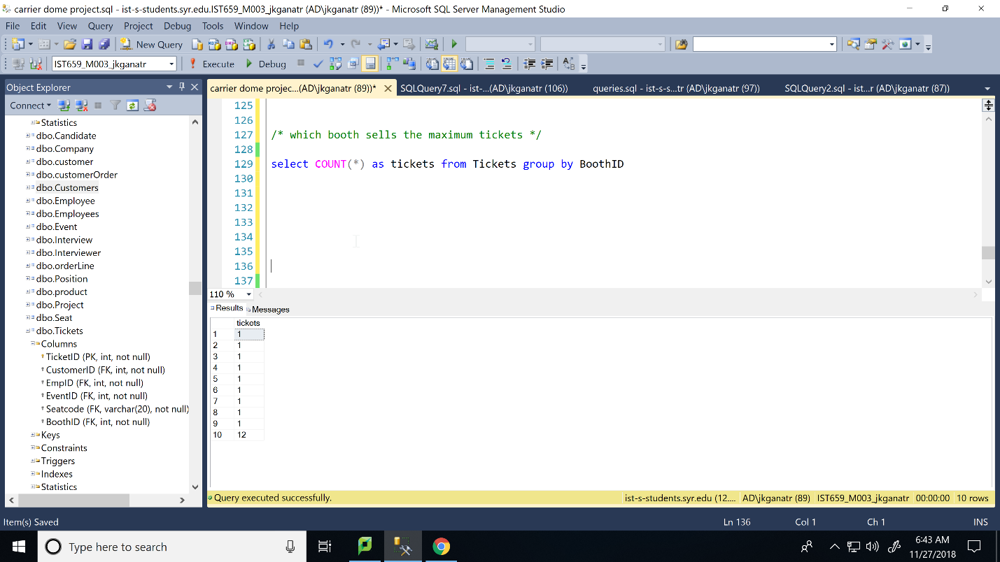 carrier dome project.sql - ist-s-students.syr.edu.IST659_M003_jkganatr (AD\jkganatr (89))* - Microsoft SQL Server Management Studio
File Edit View Query Project Debug Tools Window Help
New Query
IST659_M003_jkganatr Execute Debug
Object Explorer
Connect
Statistics
dbo.Candidate
dbo.Company
dbo.customer
dbo.customerOrder
dbo.Customers
dbo.Employee
dbo.Employees
dbo.Event
dbo.Interview
dbo.Interviewer
dbo.orderLine
dbo.Position
dbo.product
dbo.Project
dbo.Seat
dbo.Tickets
Columns
TicketID (PK, int, not null)
CustomerID (FK, int, not null)
EmpID (FK, int, not null)
EventID (FK, int, not null)
Seatcode (FK, varchar(20), not null)
BoothID (FK, int, not null)
Keys
Constraints
Triggers
Indexes
Statistics
carrier dome projec...(AD\jkganatr (89))* SQLQuery7.sql - ist-...(AD\jkganatr (106)) queries.sql - ist-s-s...tr (AD\jkganatr (97)) SQLQuery2.sql - ist...r (AD\jkganatr (87))
125
126
127 /* which booth sells the maximum tickets */
128
129 select COUNT(*) as tickets from Tickets group by BoothID
130
131
132
133
134
135
136
137
110 %
Results Messages
tickets
1 1
2 1
3 1
4 1
5 1
6 1
7 1
8 1
9 1
10 12
Query executed successfully. ist-s-students.syr.edu (12.... AD\jkganatr (89) IST659_M003_jkganatr 00:00:00 10 rows
Item(s) Saved Ln 136 Col 1 Ch 1 INS
Type here to search
6:43 AM
11/27/2018